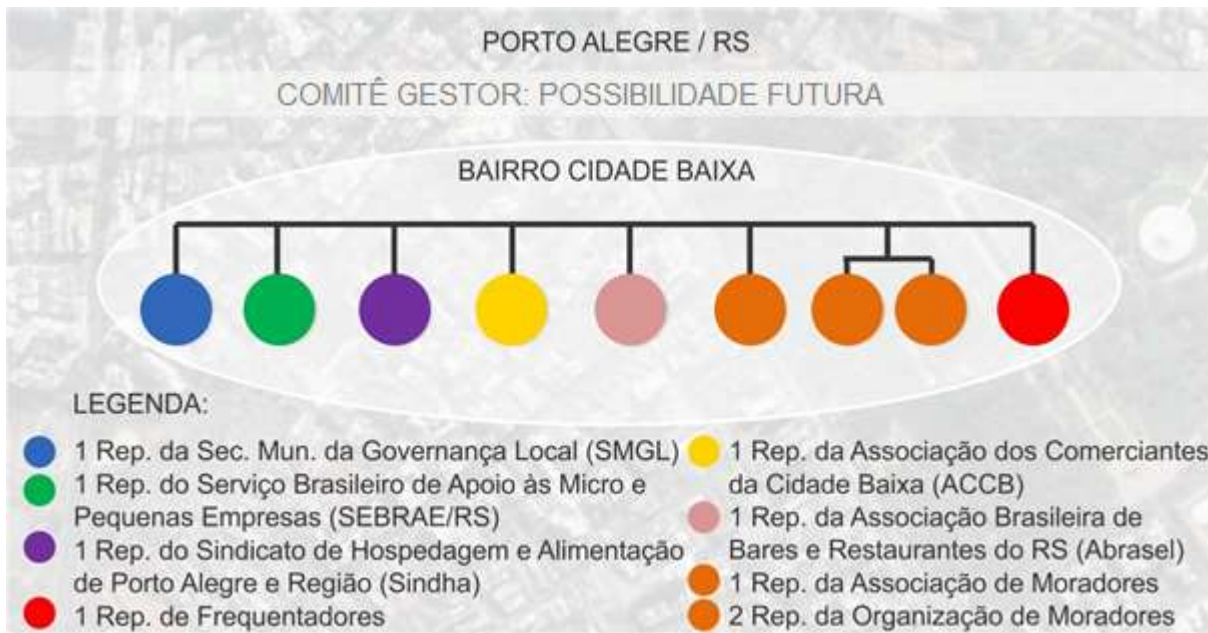 PORTO ALEGRE / RS
COMITÊ GESTOR: POSSIBILIDADE FUTURA
BAIRRO CIDADE BAIXA
LEGENDA:
1 Rep. da Sec. Mun. da Governança Local (SMGL)
1 Rep. do Serviço Brasileiro de Apoio às Micro e
Pequenas Empresas (SEBRAE/RS)
1 Rep. do Sindicato de Hospedagem e Alimentação
de Porto Alegre e Região (Sindha)
1 Rep. de Frequentadores
1 Rep. da Associação dos Comerciantes
da Cidade Baixa (ACCB)
1 Rep. da Associação Brasileira de
Bares e Restaurantes do RS (Abrasel)
1 Rep. da Associação de Moradores
2 Rep. da Organização de Moradores